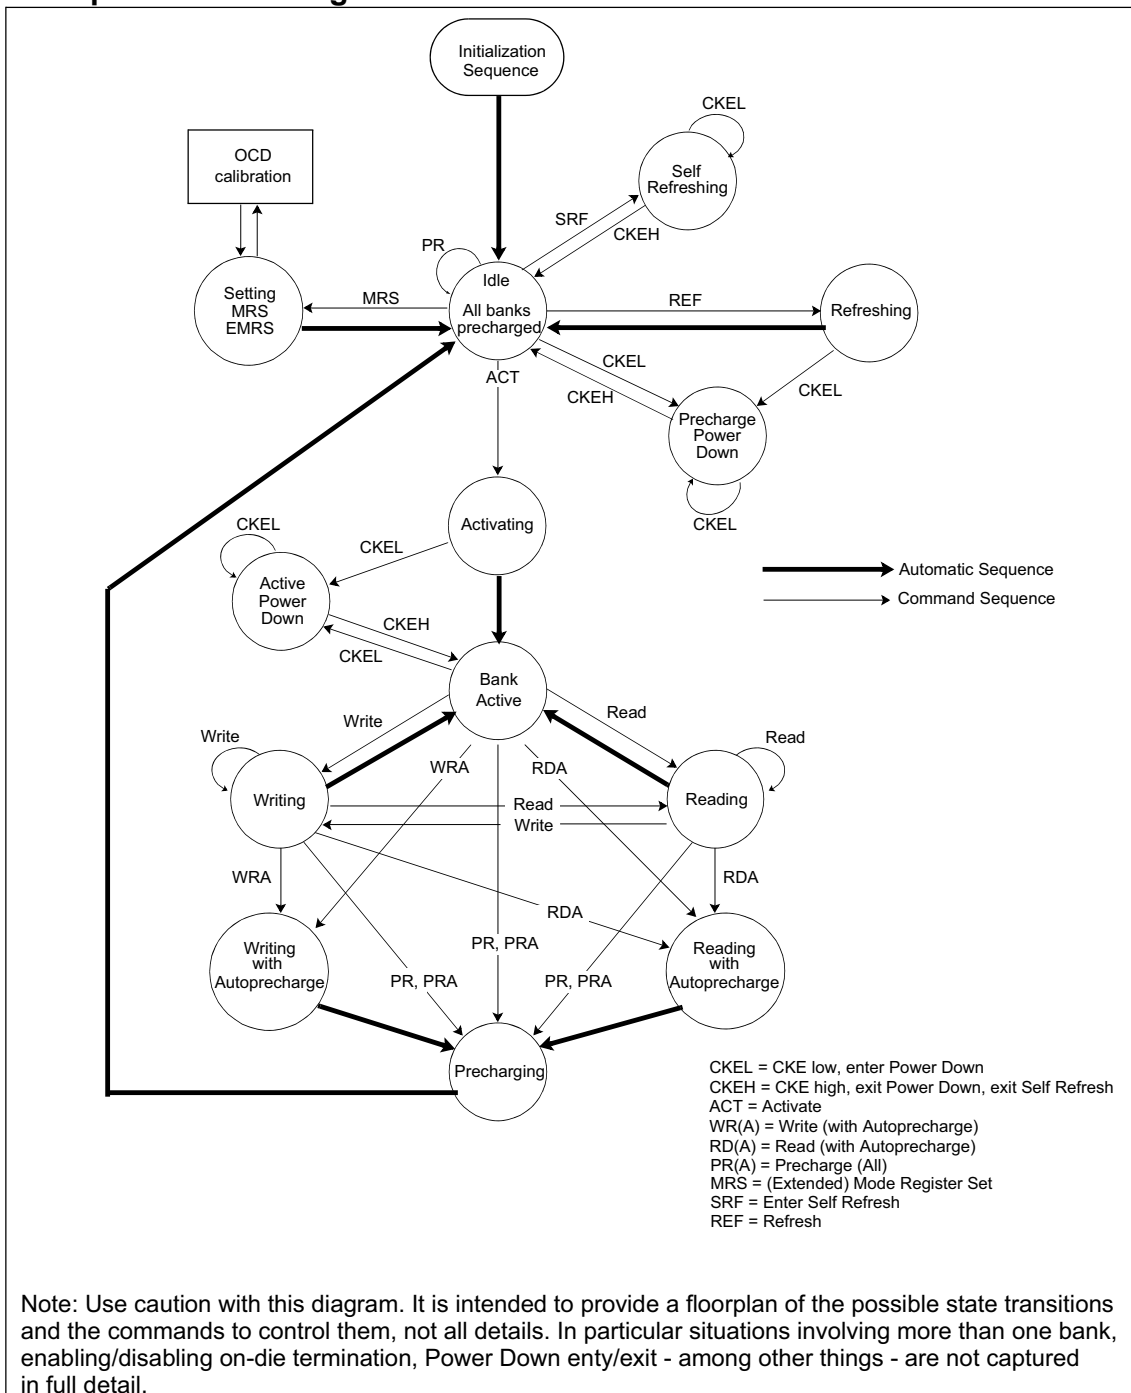 Initialization
Sequence
CKEL
OCD
calibration
Self
Refreshing
SRF
CKEH
PR
Idle
All banks
precharged
Setting
MRS
EMRS
MRS
REF
Refreshing
CKEL
CKEH
CKEL
ACT
Precharge
Power
Down
CKEL
Activating
CKEL
CKEL
Active
Power
Down
CKEH
CKEL
Automatic Sequence
Command Sequence
Bank
Active
Write
Read
Write
Read
WRA
RDA
Writing
Read
Write
Reading
WRA
RDA
RDA
Writing
with
Autoprecharge
PR, PRA
Reading
with
Autoprecharge
PR, PRA
PR, PRA
Precharging
CKEL = CKE low, enter Power Down
CKEH = CKE high, exit Power Down, exit Self Refresh
ACT = Activate
WR(A) = Write (with Autoprecharge)
RD(A) = Read (with Autoprecharge)
PR(A) = Precharge (All)
MRS = (Extended) Mode Register Set
SRF = Enter Self Refresh
REF = Refresh
Note: Use caution with this diagram. It is intended to provide a floorplan of the possible state transitions
and the commands to control them, not all details. In particular situations involving more than one bank,
enabling/disabling on-die termination, Power Down enty/exit - among other things - are not captured
in full detail.